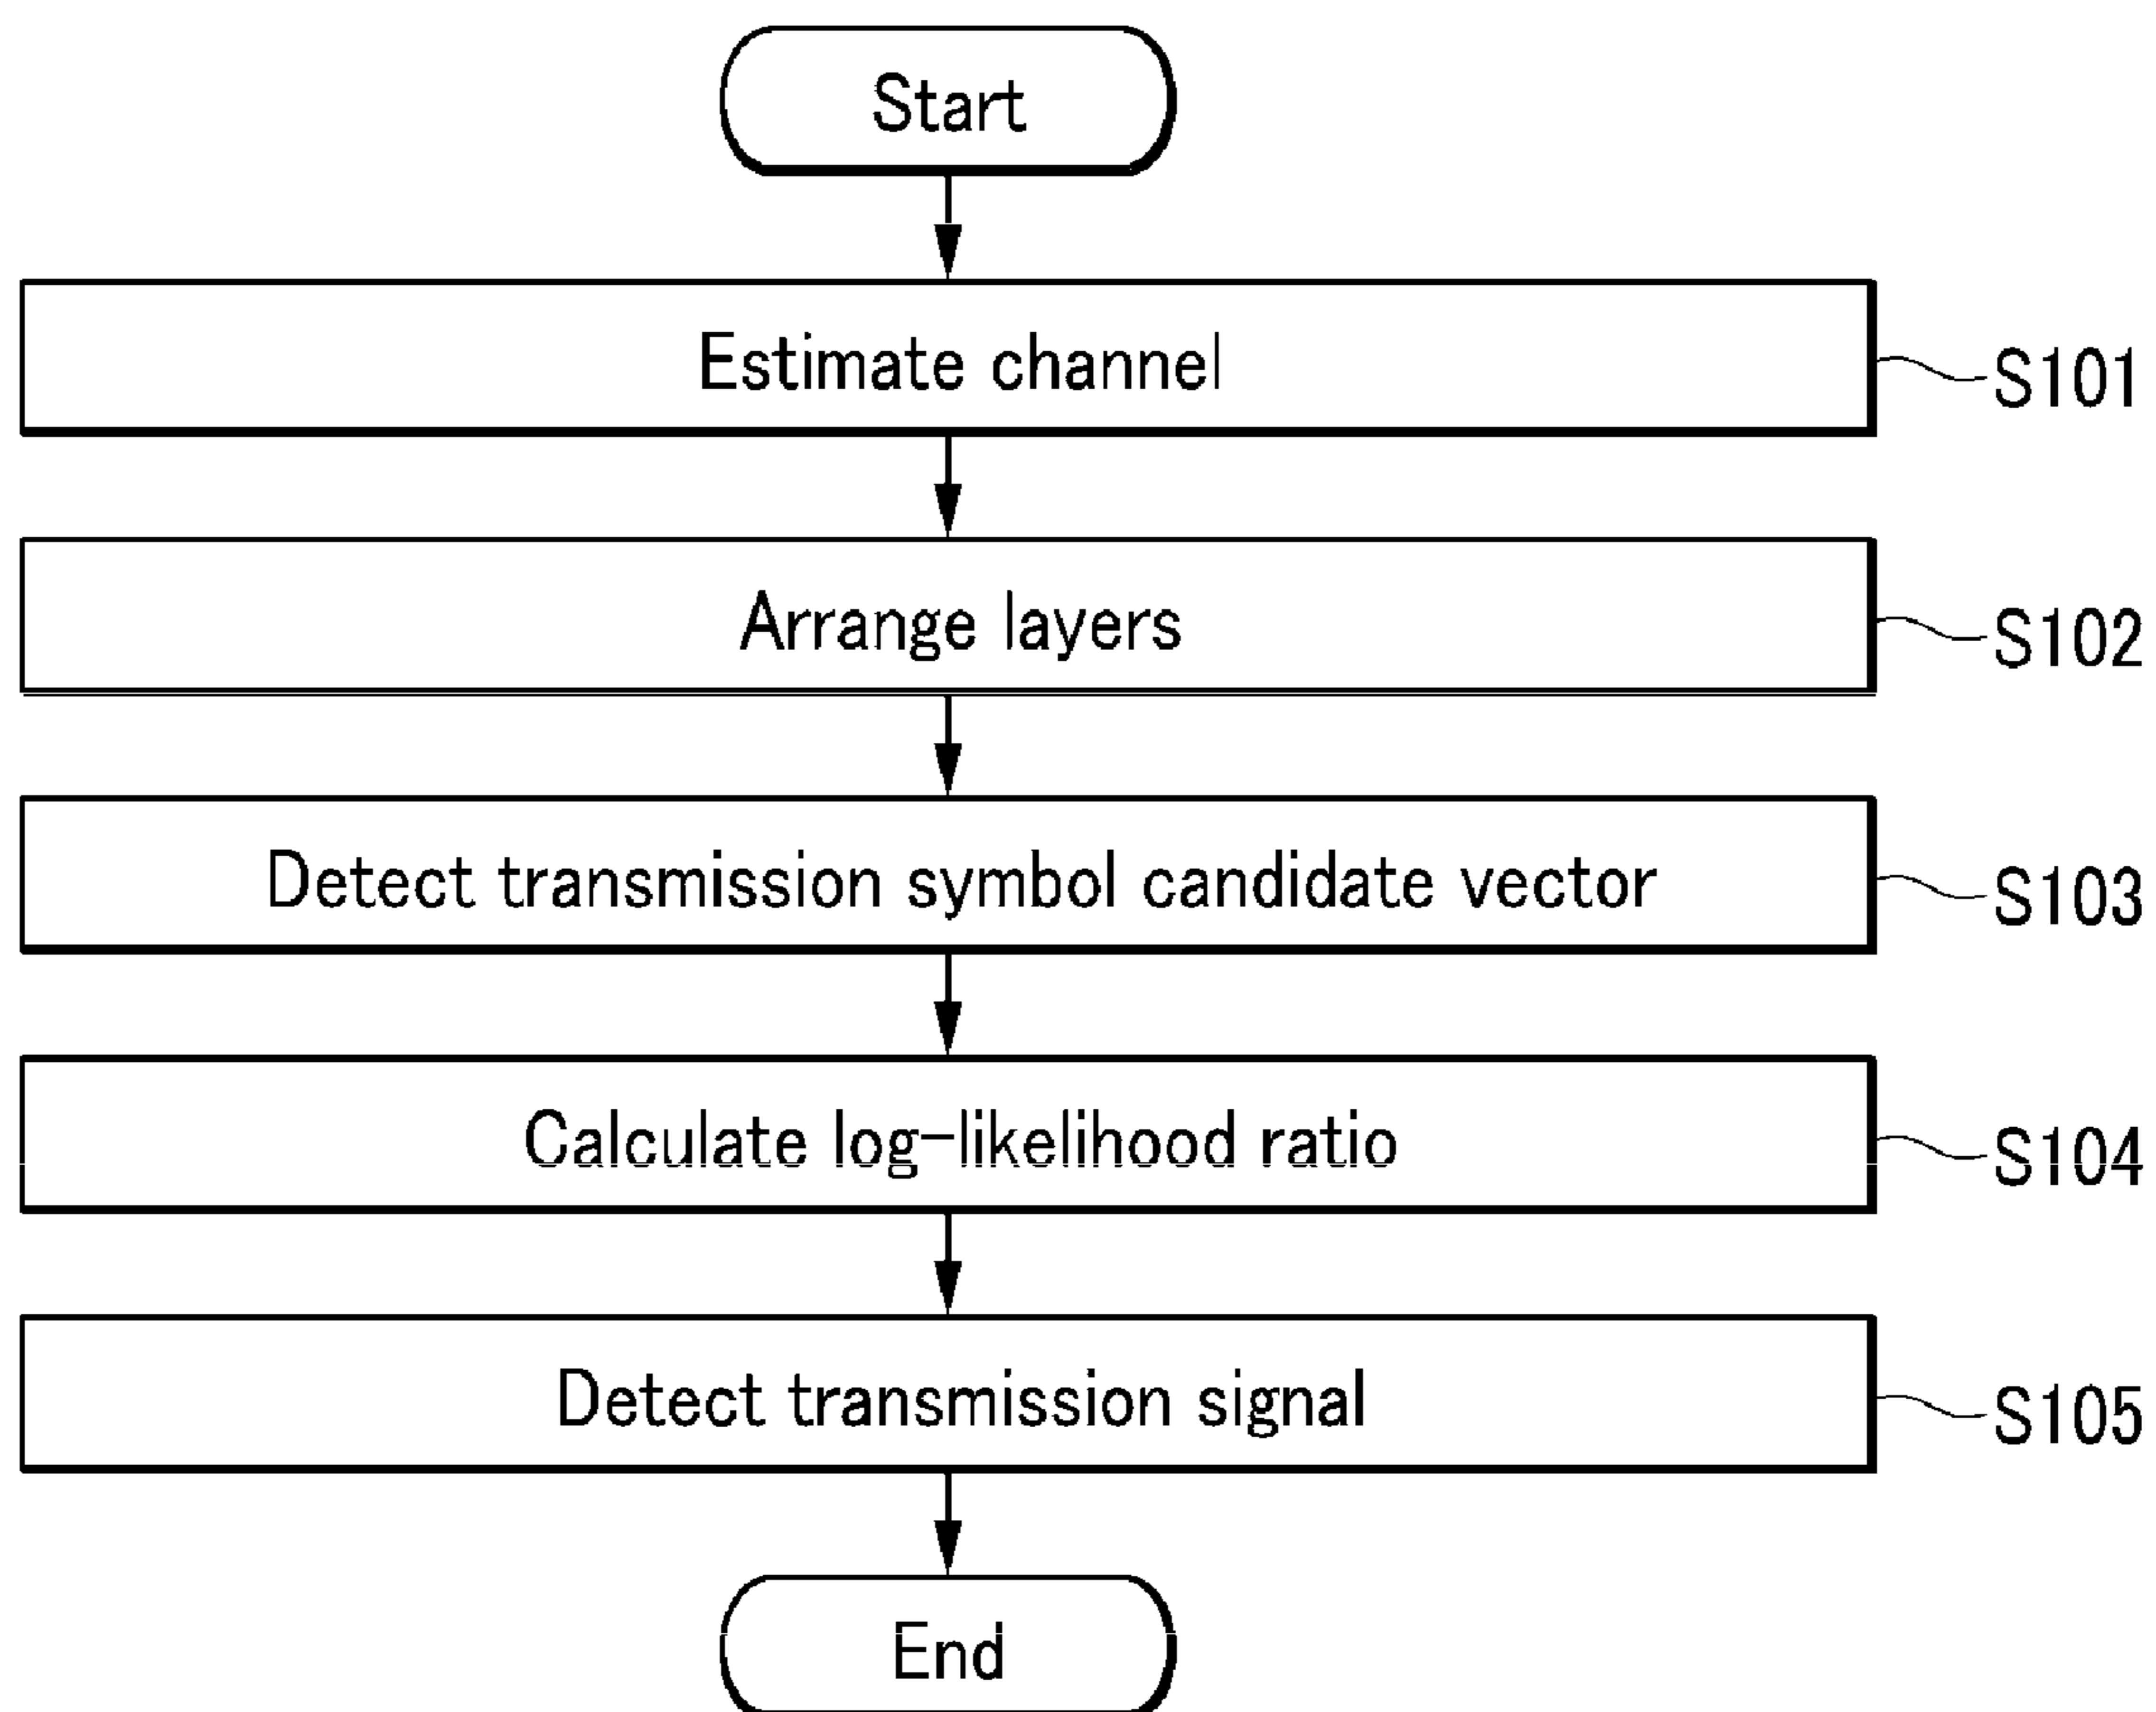 Start
Estimate channel
S101
Arrange layers
S102
Detect transmission symbol candidate vector
S103
Calculate log-likelihood ratio
S104
Detect transmission signal
S105
End